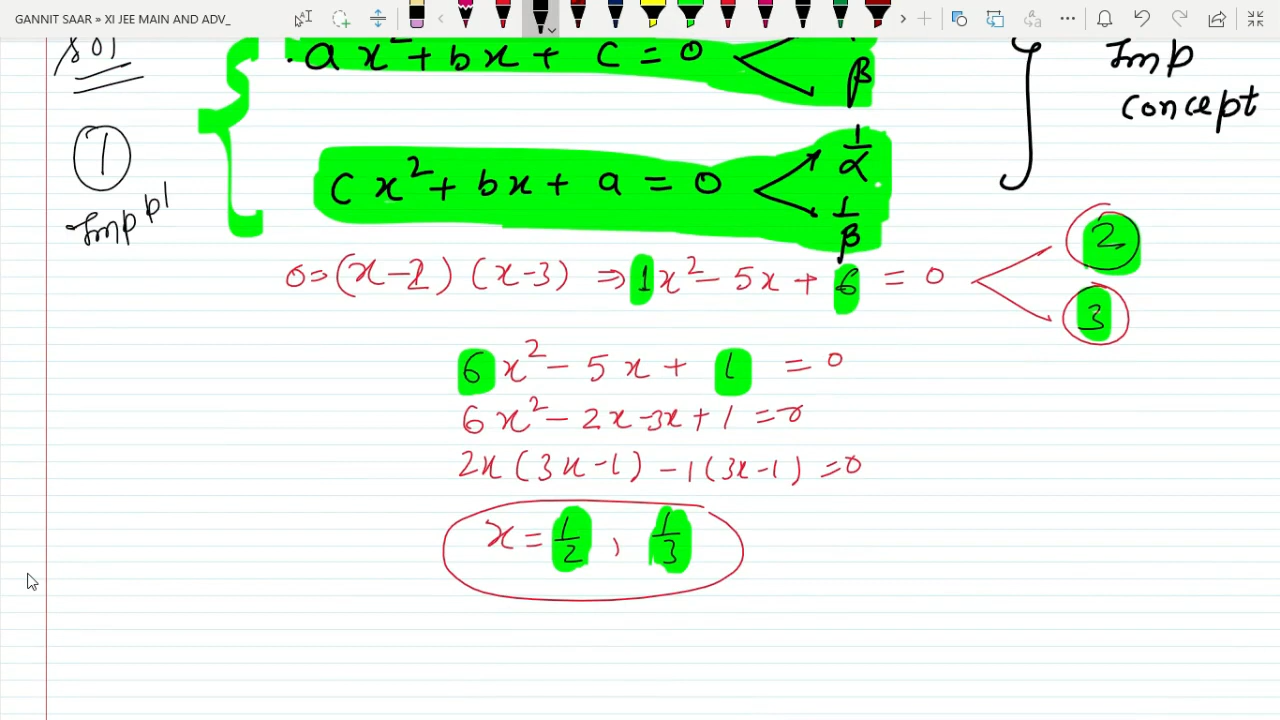 GANNIT SAAR » XI JEE MAIN AND ADV_
Sol
ax²+bx+ c = 0
β
Imp
concept
1
Imp pt
cx²+ bx+ a = 0
1/α
1/β
0=(x-2) (x-3) ⇒ 1x²- 5x + 6 = 0
2
3
6x²- 5x + 1 = 0
6x²- 2x-3x+1=0
2x(3x-1) -1(3x-1)=0
x = 1/2 , 1/3